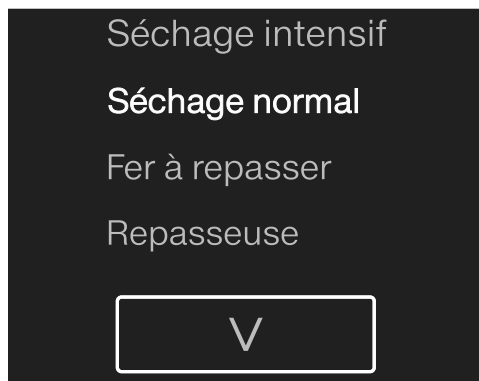 Séchage intensif
Séchage normal
Fer à repasser
Repasseuse